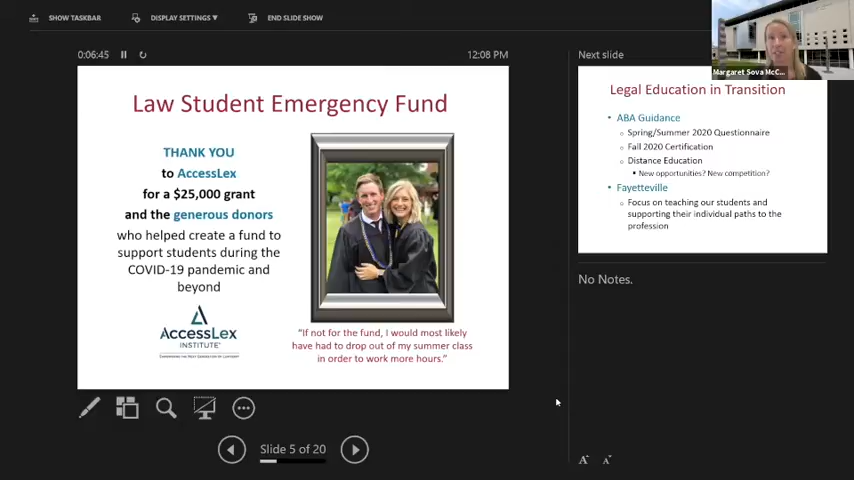 SHOW TASKBAR
DISPLAY SETTINGS ▼
END SLIDE SHOW
0:06:45
12:08 PM
Law Student Emergency Fund
THANK YOU
to AccessLex
for a $25,000 grant
and the generous donors
who helped create a fund to
support students during the
COVID-19 pandemic and
beyond
AccessLex
INSTITUTE
“If not for the fund, I would most likely
have had to drop out of my summer class
in order to work more hours.”
Slide 5 of 20
Next slide
Margaret Sova McC...
Legal Education in Transition
• ABA Guidance
o Spring/Summer 2020 Questionnaire
o Fall 2020 Certification
o Distance Education
▪ New opportunities? New competition?
• Fayetteville
o Focus on teaching our students and
supporting their individual paths to the
profession
No Notes.
A A